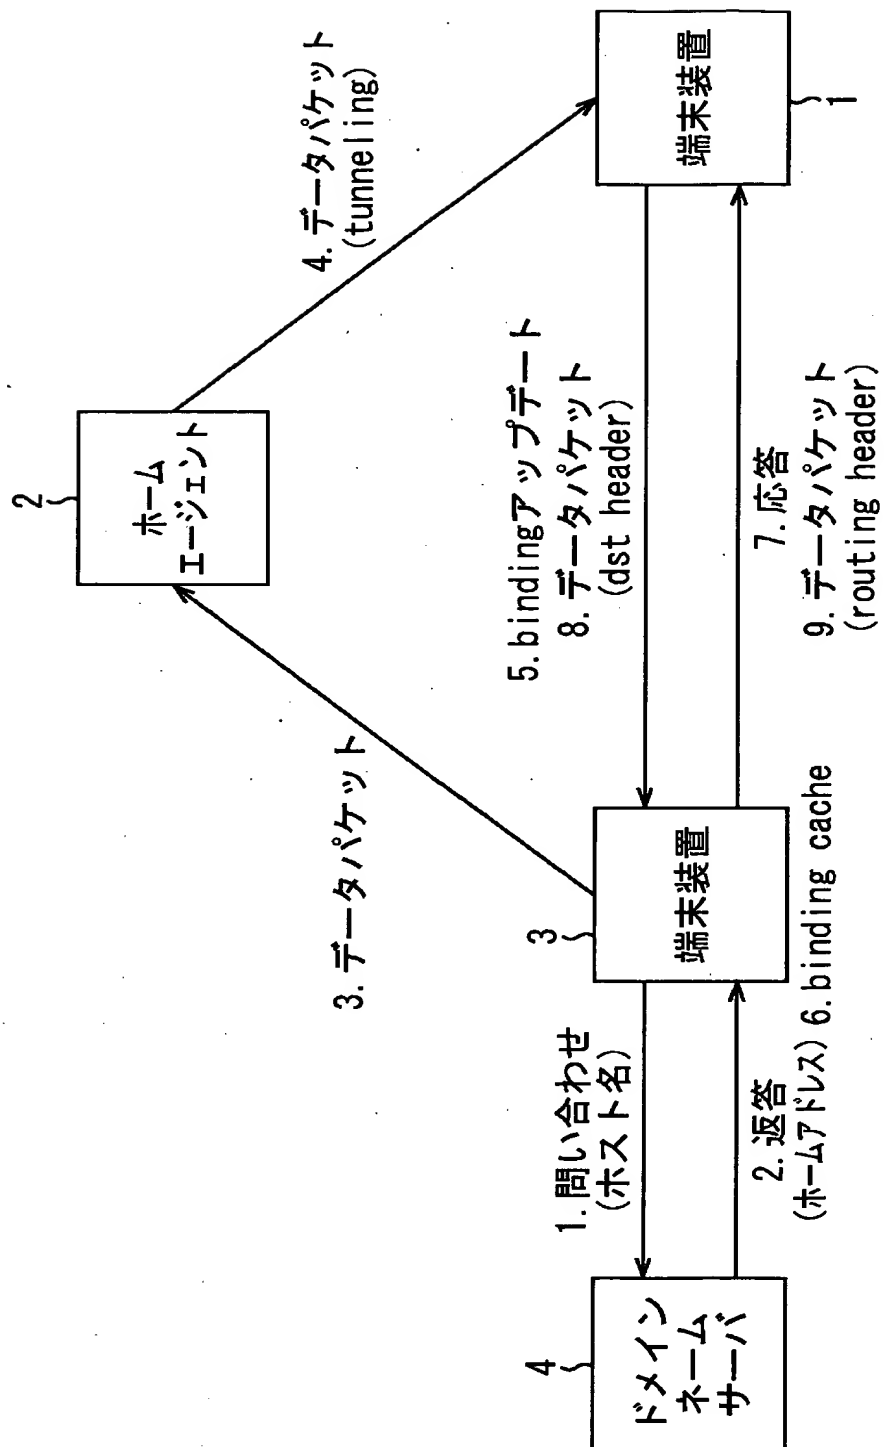 2
ホーム
エージェント
3. データパケット
4. データパケット
(tunneling)
4
ドメイン
ネーム
サーバ
1. 問い合わせ
(ホスト名)
2. 返答
(ホームアドレス)
3
端末装置
6. binding cache
5. bindingアップデート
8. データパケット
(dst header)
7. 応答
9. データパケット
(routing header)
端末装置
1